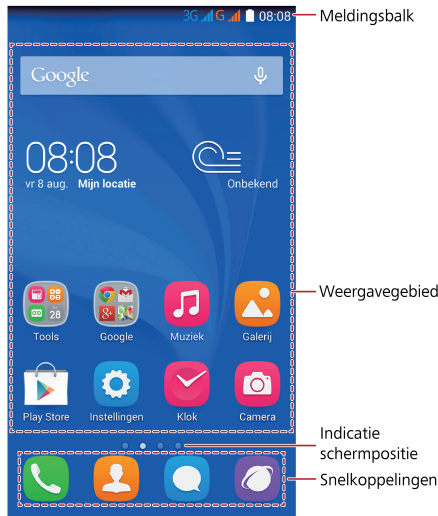 3G G 08:08
Meldingsbalk
Google
08:08
vr 8 aug. Mijn locatie
Onbekend
Weergavegebied
28
Tools
Google
Muziek
Galerij
Play Store
Instellingen
Klok
Camera
Indicatie
schermpositie
Snelkoppelingen